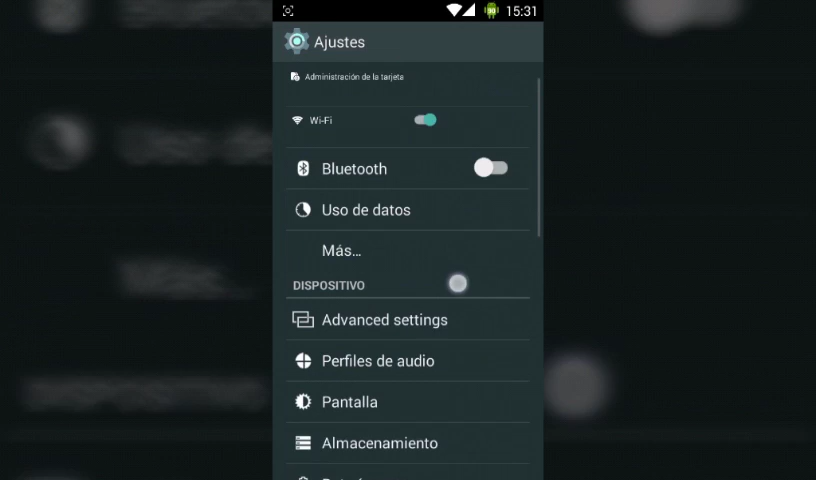 15:31
Ajustes
Administración de la tarjeta
Wi-Fi
Bluetooth
Uso de datos
Más...
DISPOSITIVO
Advanced settings
Perfiles de audio
Pantalla
Almacenamiento